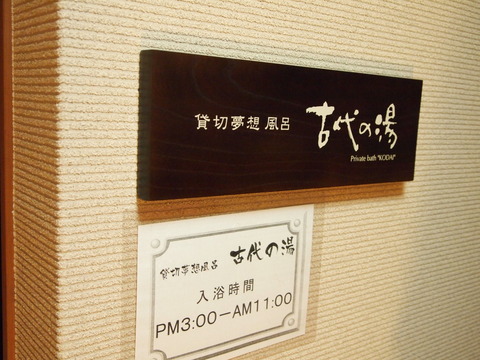 貸切夢想風呂 古代の湯
Private bath "KODAI"
貸切夢想風呂 古代の湯
入浴時間
PM3:00－AM11:00